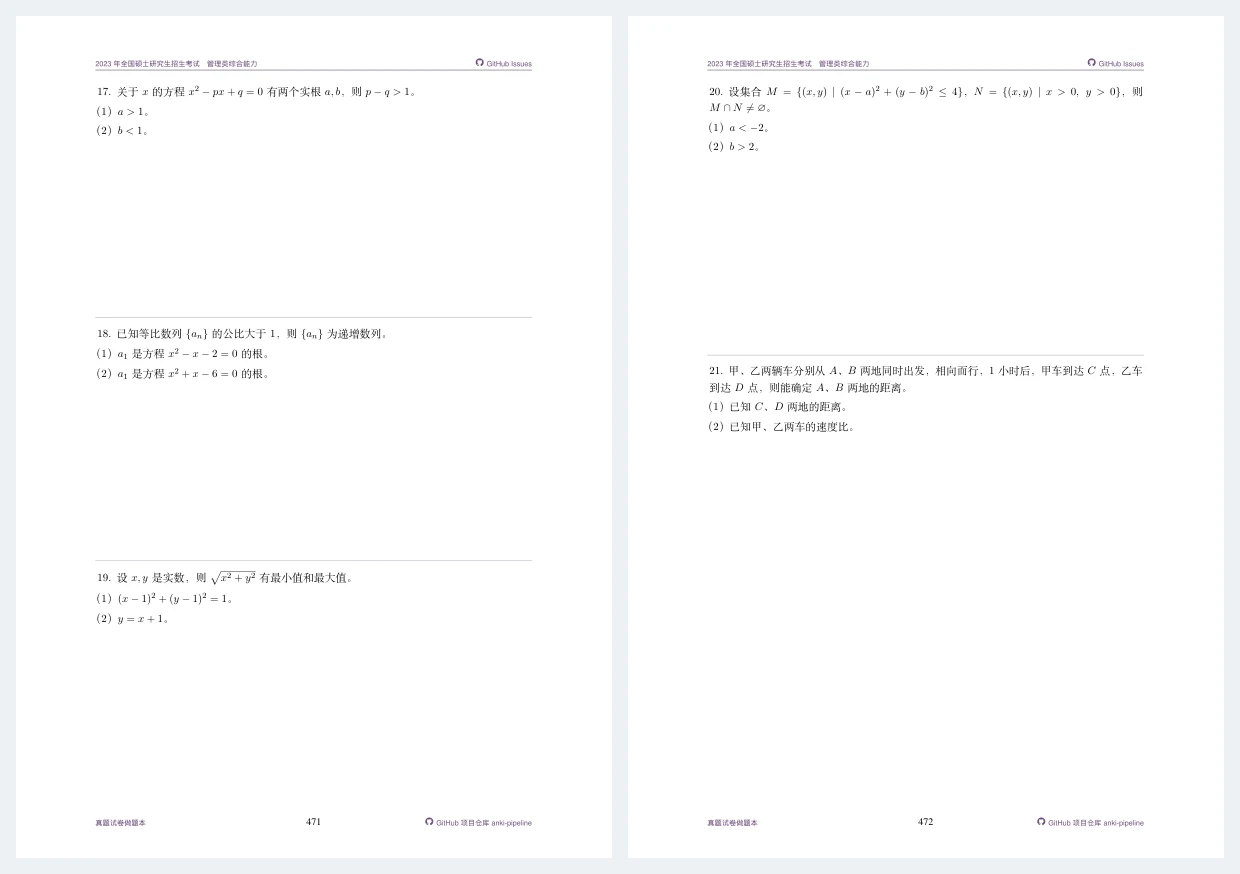 2023 年全国硕士研究生招生考试　管理类综合能力
GitHub Issues
17. 关于 x 的方程 x² − px + q = 0 有两个实根 a, b，则 p − q > 1。
（1）a > 1。
（2）b < 1。
18. 已知等比数列 {aₙ} 的公比大于 1，则 {aₙ} 为递增数列。
（1）a₁ 是方程 x² − x − 2 = 0 的根。
（2）a₁ 是方程 x² + x − 6 = 0 的根。
19. 设 x, y 是实数，则 √(x² + y²) 有最小值和最大值。
（1）(x − 1)² + (y − 1)² = 1。
（2）y = x + 1。
真题试卷做题本
471
GitHub 项目仓库 anki-pipeline
2023 年全国硕士研究生招生考试　管理类综合能力
GitHub Issues
20. 设集合 M = {(x, y) | (x − a)² + (y − b)² ≤ 4}，N = {(x, y) | x > 0, y > 0}，则
M ∩ N ≠ ∅。
（1）a < −2。
（2）b > 2。
21. 甲、乙两辆车分别从 A、B 两地同时出发，相向而行，1 小时后，甲车到达 C 点，乙车
到达 D 点，则能确定 A、B 两地的距离。
（1）已知 C、D 两地的距离。
（2）已知甲、乙两车的速度比。
真题试卷做题本
472
GitHub 项目仓库 anki-pipeline